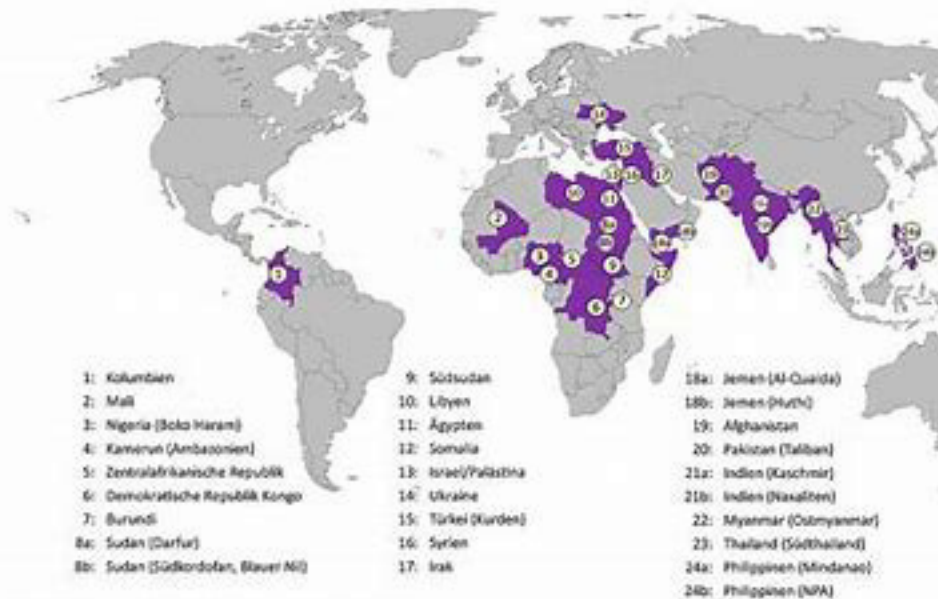 1: Kolumbien
2: Mali
3: Nigeria (Boko Haram)
4: Kamerun (Ambazonien)
5: Zentralafrikanische Republik
6: Demokratische Republik Kongo
7: Burundi
8a: Sudan (Darfur)
8b: Sudan (Südkordofan, Blauer Nil)
9: Südsudan
10: Libyen
11: Ägypten
12: Somalia
13: Israel/Palästina
14: Ukraine
15: Türkei (Kurden)
16: Syrien
17: Irak
18a: Jemen (Al-Quaida)
18b: Jemen (Huthi)
19: Afghanistan
20: Pakistan (Taliban)
21a: Indien (Kaschmir)
21b: Indien (Naxaliten)
22: Myanmar (Ostmyanmar)
23: Thailand (Südthailand)
24a: Philippinen (Mindanao)
24b: Philippinen (NPA)